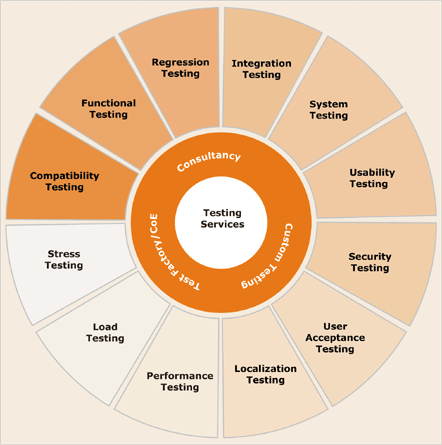 Regression
Testing
Integration
Testing
Functional
Testing
System
Testing
Compatibility
Testing
Usability
Testing
Consultancy
Testing
Services
Test Factory/CoE
Custom Testing
Stress
Testing
Security
Testing
Load
Testing
User
Acceptance
Testing
Performance
Testing
Localization
Testing